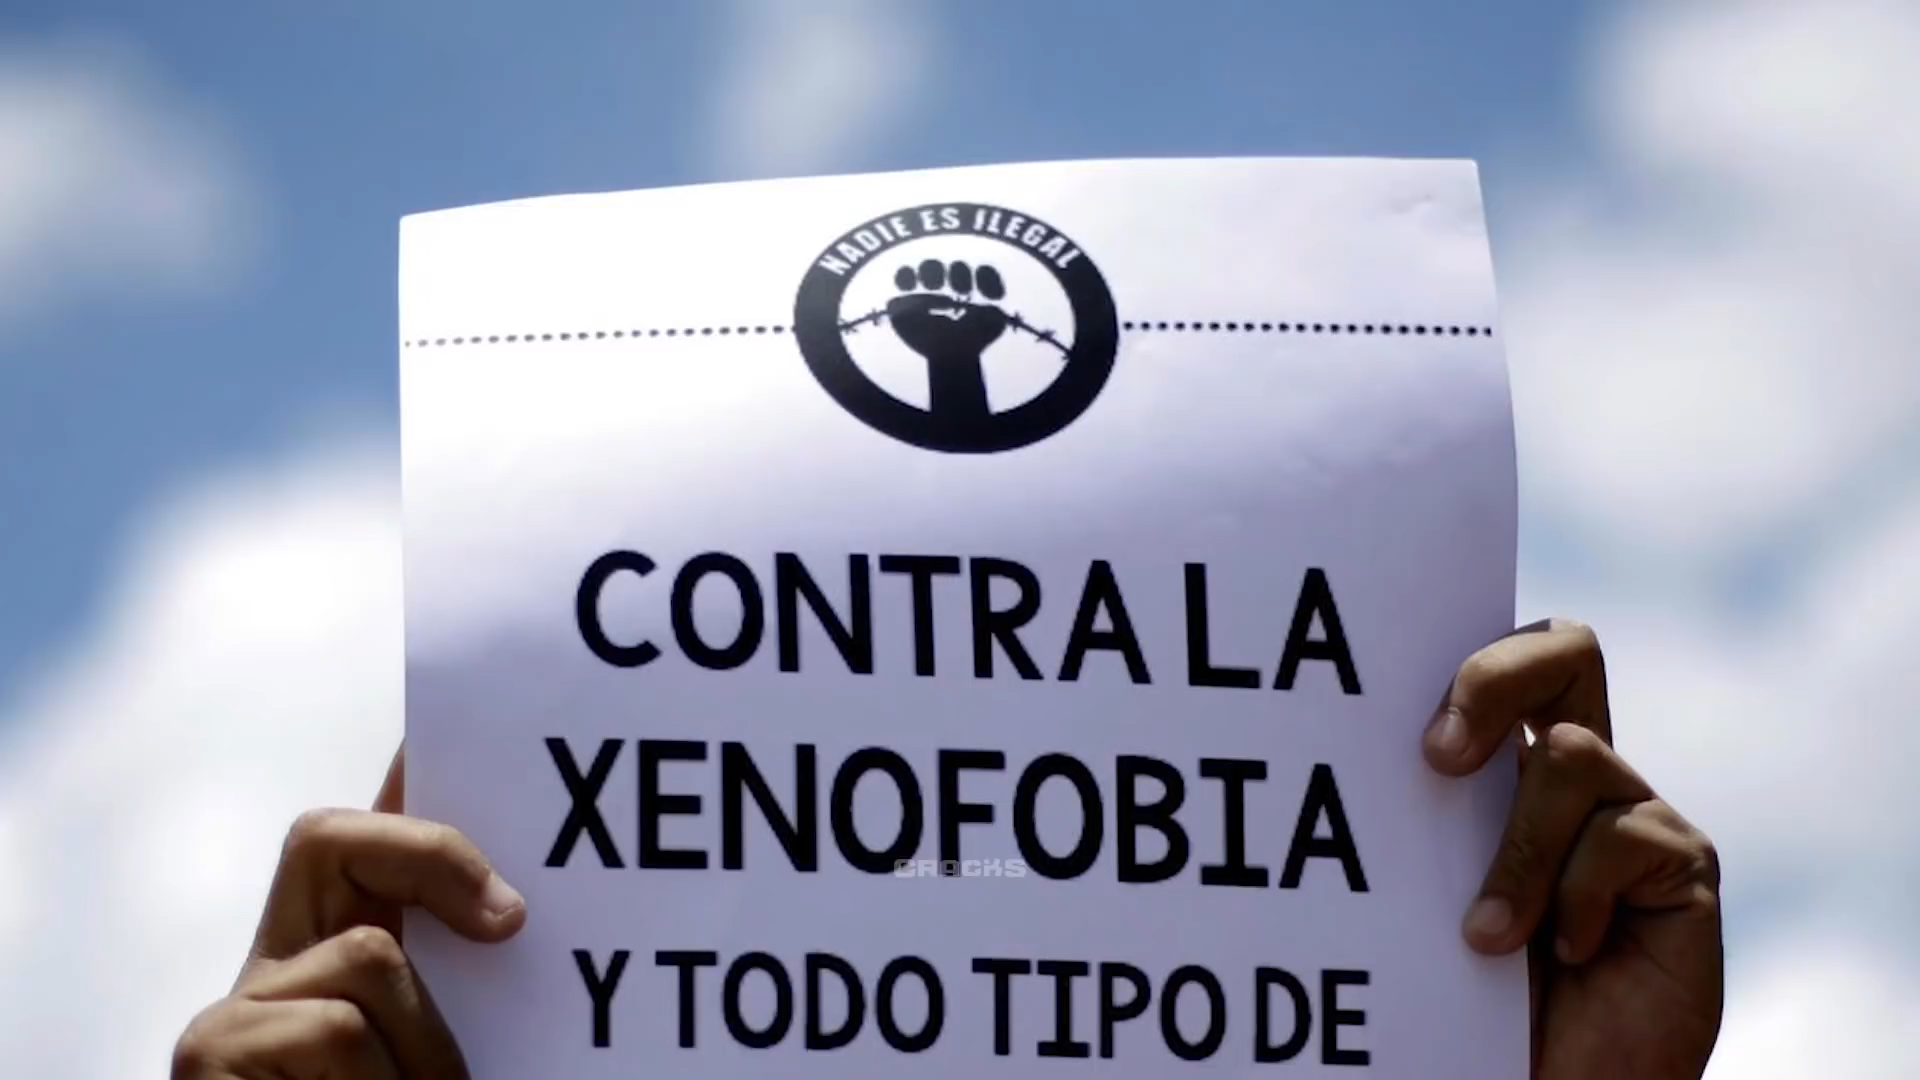 NADIE ES ILEGAL
CONTRA LA
XENOFOBIA
CRACKS
Y TODO TIPO DE